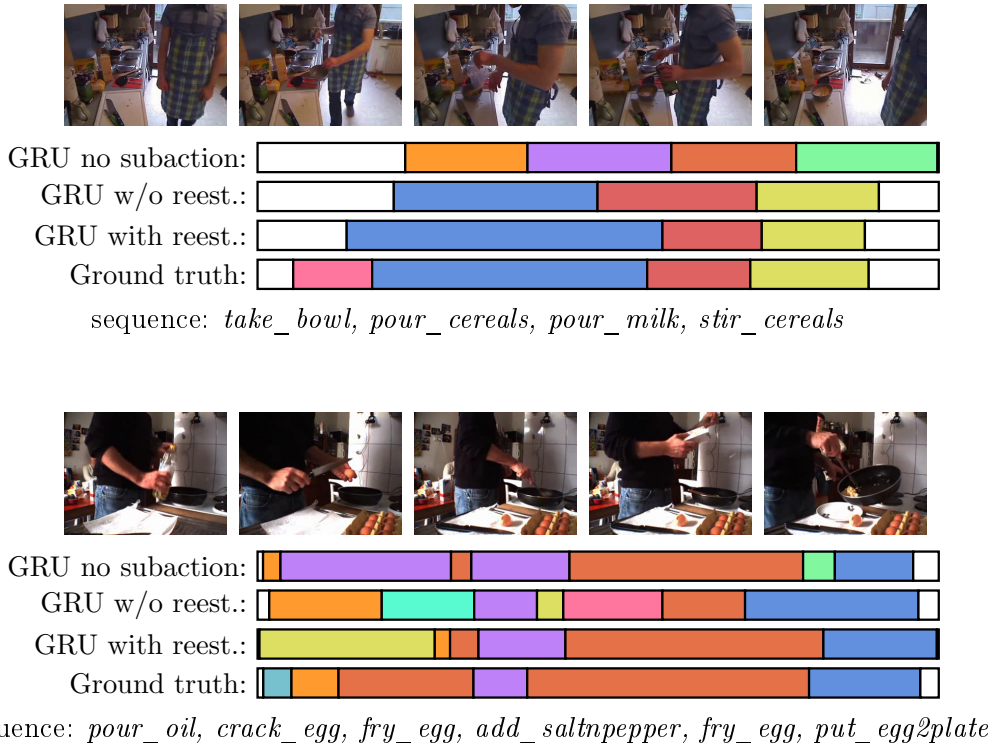 GRU no subaction:
GRU w/o reest.:
GRU with reest.:
Ground truth:
sequence: take_bowl, pour_cereals, pour_milk, stir_cereals
GRU no subaction:
GRU w/o reest.:
GRU with reest.:
Ground truth:
uence: pour_oil, crack_egg, fry_egg, add_saltnpepper, fry_egg, put_egg2plate